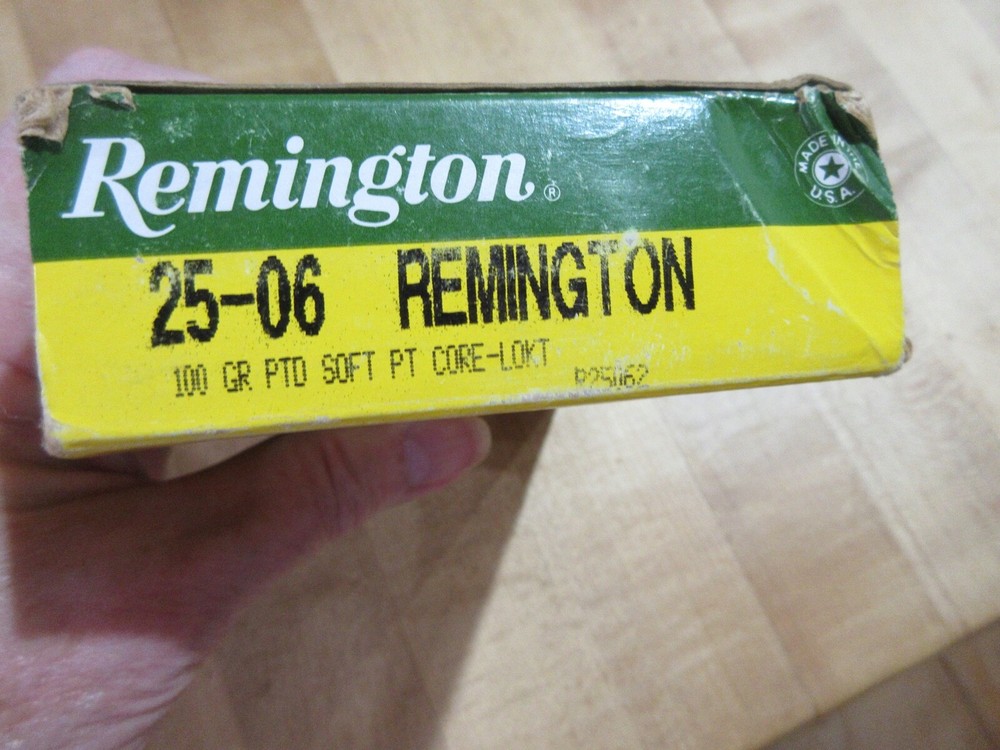 Remington®
MADE IN
U.S.A.
25-06 REMINGTON
100 GR PTD SOFT PT CORE-LOKT
R25062